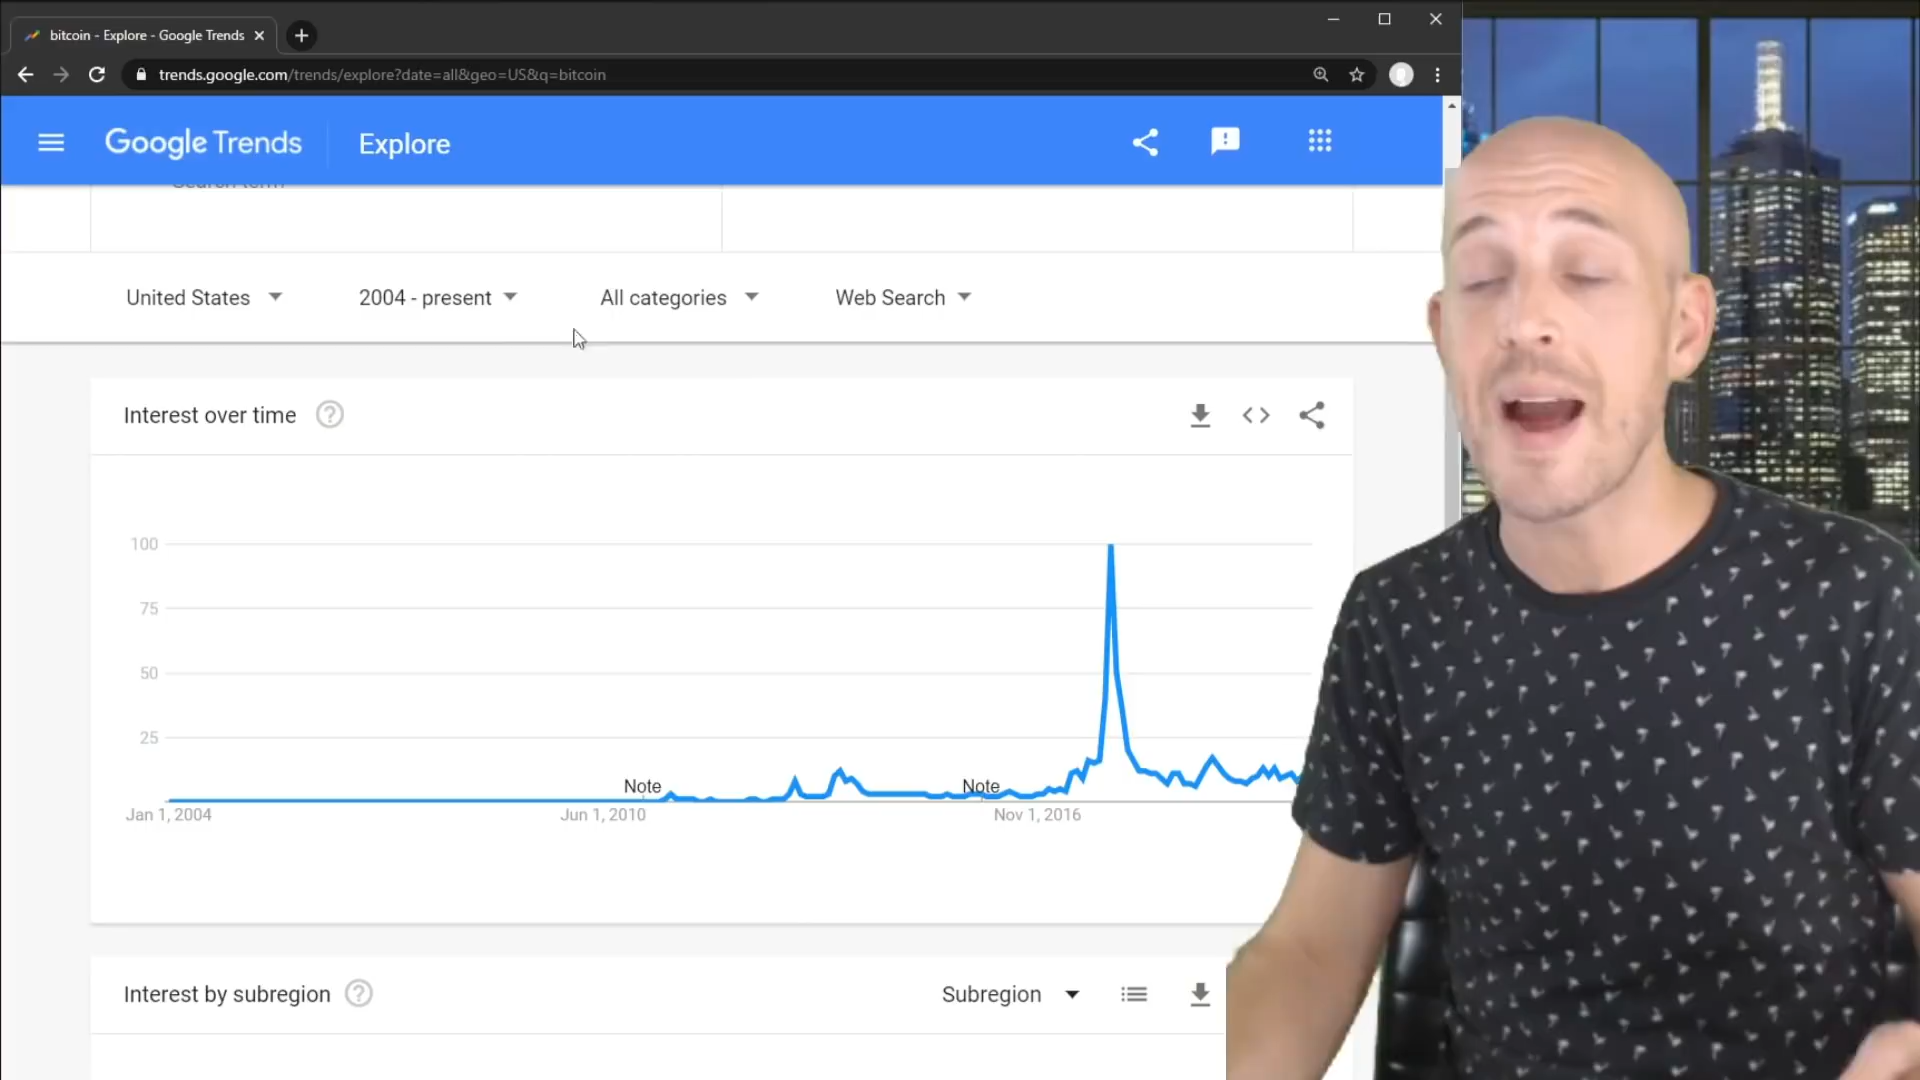 bitcoin - Explore - Google Trends
trends.google.com/trends/explore?date=all&geo=US&q=bitcoin
Google Trends
Explore
Search term
United States
2004 - present
All categories
Web Search
Interest over time
100
75
50
25
Note
Note
Jan 1, 2004
Jun 1, 2010
Nov 1, 2016
Interest by subregion
Subregion